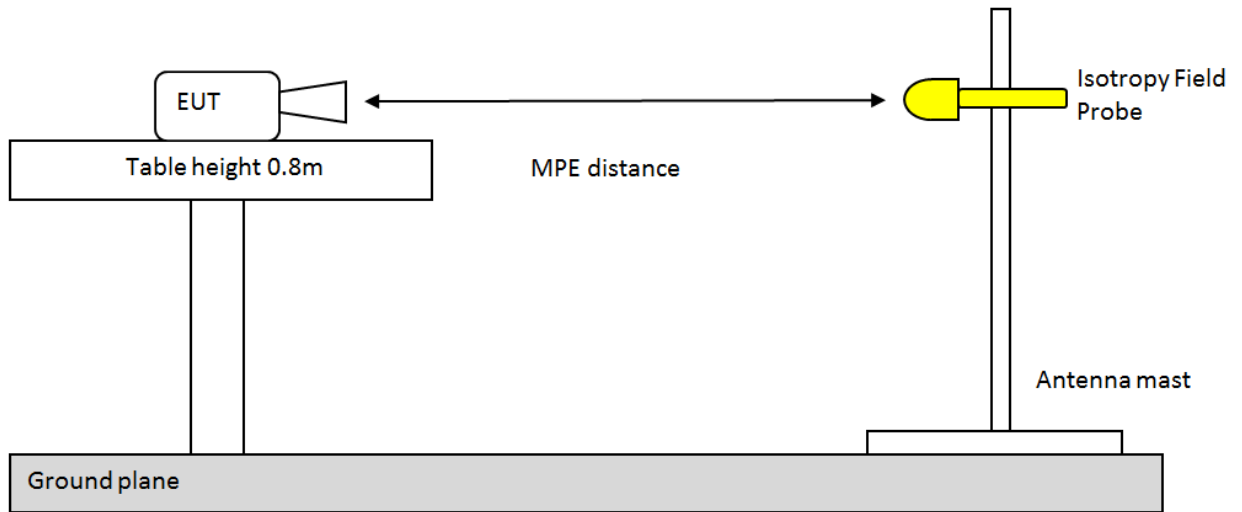 EUT
Isotropy Field
Probe
Table height 0.8m
MPE distance
Antenna mast
Ground plane